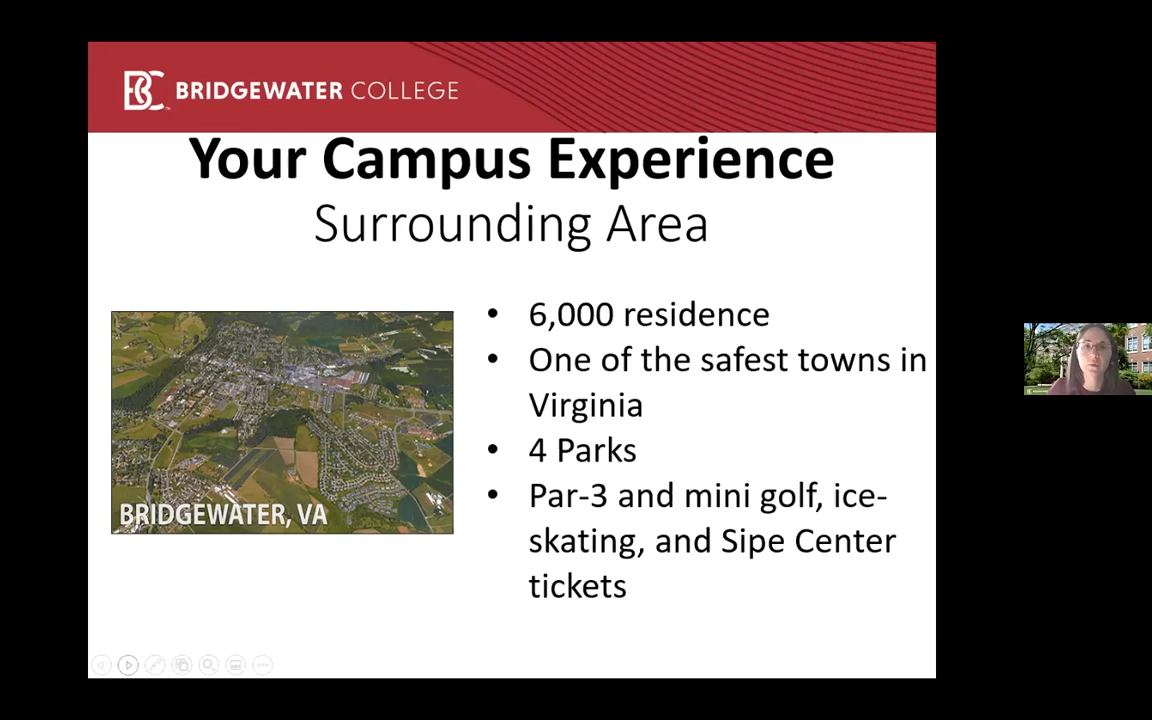 BRIDGEWATER COLLEGE
Your Campus Experience
Surrounding Area
• 6,000 residence
• One of the safest towns in
Virginia
• 4 Parks
• Par-3 and mini golf, ice-
skating, and Sipe Center
tickets
BRIDGEWATER, VA